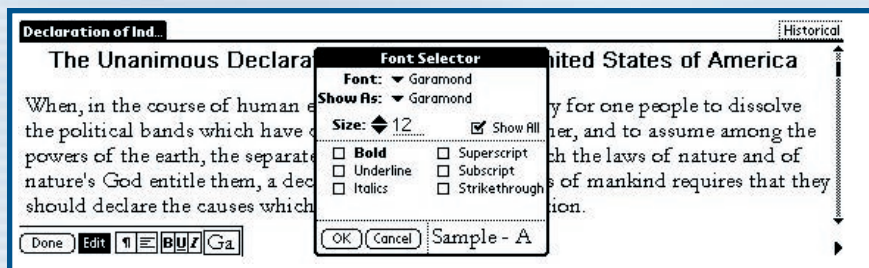 Declaration of Ind...
Historical
The Unanimous Declara
nited States of America
When, in the course of human e
y for one people to dissolve
the political bands which have
her, and to assume among the
powers of the earth, the separate
ch the laws of nature and of
nature's God entitle them, a dec
s of mankind requires that they
should declare the causes which
ion.
Font Selector
Font: Garamond
Show As: Garamond
Size: 12
Show All
Bold
Superscript
Underline
Subscript
Italics
Strikethrough
OK Cancel Sample - A
Done Edit ¶ B U I Ga